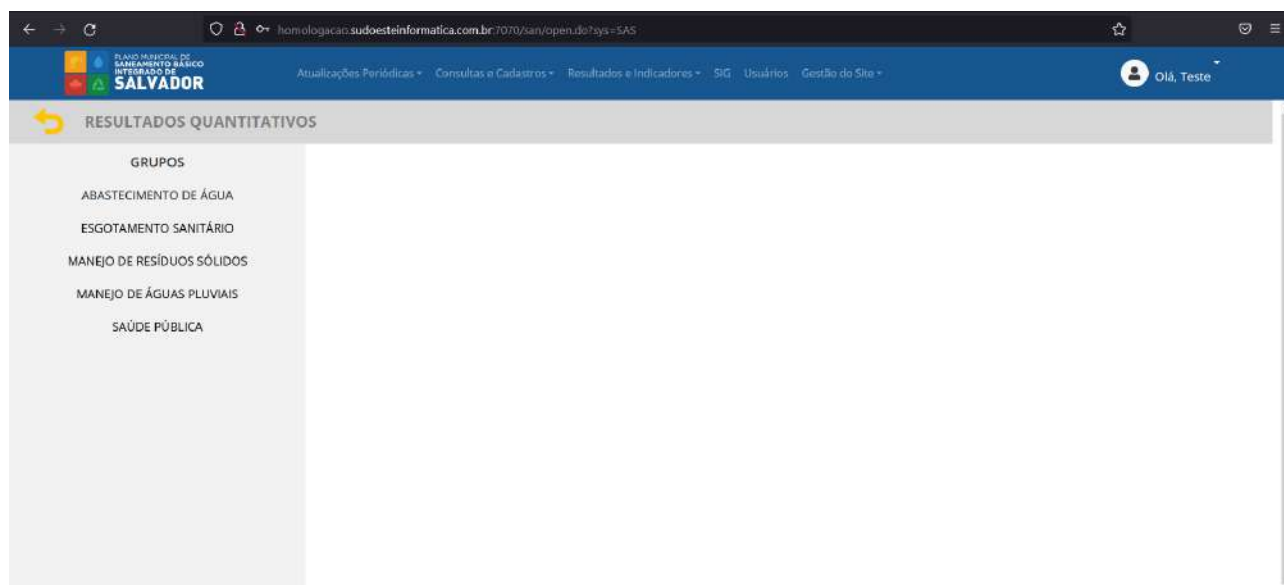 homologacao.sudoesteinformatica.com.br:7070/san/open.do?sys=SAS
PLANO MUNICIPAL DE
SANEAMENTO BÁSICO
INTEGRADO DE
SALVADOR
Atualizações Periódicas Consultas e Cadastros Resultados e Indicadores SIG Usuários Gestão do Site
Olá, Teste
RESULTADOS QUANTITATIVOS
GRUPOS
ABASTECIMENTO DE ÁGUA
ESGOTAMENTO SANITÁRIO
MANEJO DE RESÍDUOS SÓLIDOS
MANEJO DE ÁGUAS PLUVIAIS
SAÚDE PÚBLICA